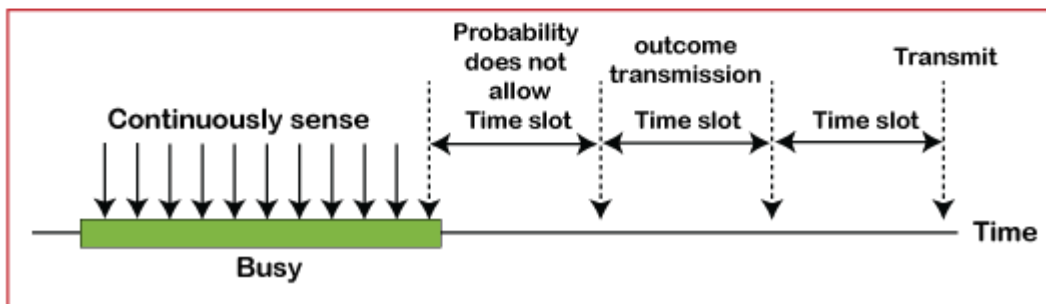 Probability
does not
allow
outcome
transmission
Transmit
Continuously sense
Time slot
Time slot
Time slot
Time
Busy